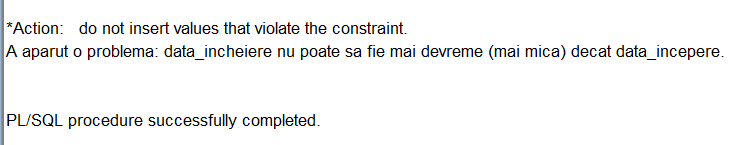 *Action:   do not insert values that violate the constraint.
A aparut o problema: data_incheiere nu poate sa fie mai devreme (mai mica) decat data_incepere.
PL/SQL procedure successfully completed.